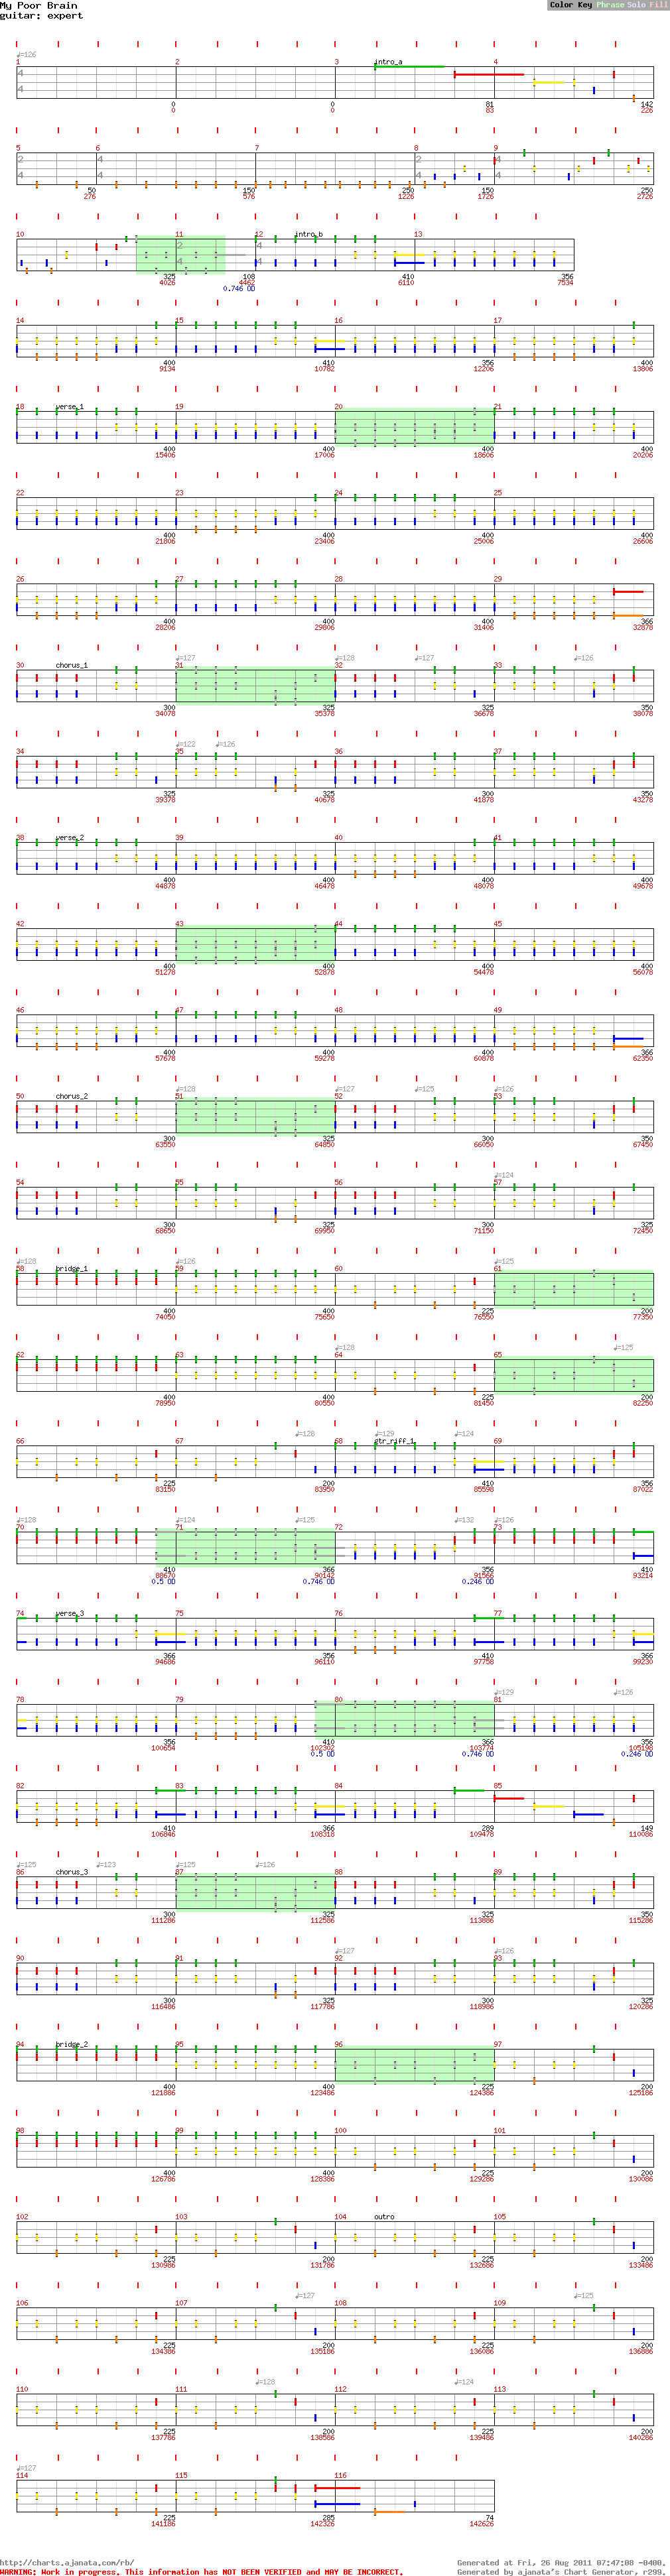 My Poor Brain
guitar: expert
Color Key Phrase Solo Fill
♩=126
1 2 3 intro_a 4
4
4
0 0 81 142
0 83 226
5 6 7 8 9
2 4 2 4
4 4 4 4
50 150 250 150 250
276 576 1226 1726 2726
10 11 12 intro_b 13
2 4
4 4
325 108 410 356
4026 4462 6110 7534
0.746 OD
14 15 16 17
400 410 356 400
9134 10782 12206 13806
18 verse_1 19 20 21
400 400 400 400
15406 17006 18606 20206
22 23 24 25
400 400 400 400
21806 23406 25006 26606
26 27 28 29
400 400 400 366
28206 29806 31406 32878
♩=127 ♩=128 ♩=127 ♩=126
30 chorus_1 31 32 33
300 325 325 350
34078 35378 36678 38078
♩=122 ♩=126
34 35 36 37
325 325 300 350
39378 40678 41878 43278
38 verse_2 39 40 41
400 400 400 400
44878 46478 48078 49678
42 43 44 45
400 400 400 400
51278 52878 54478 56078
46 47 48 49
400 400 400 366
57678 59278 60878 62350
♩=128 ♩=127 ♩=125 ♩=126
50 chorus_2 51 52 53
300 325 300 350
63550 64850 66050 67450
♩=124
54 55 56 57
300 325 300 325
68650 69950 71150 72450
♩=128 ♩=126 ♩=125
58 bridge_1 59 60 61
400 400 225 200
74050 75650 76550 77350
♩=128 ♩=125
62 63 64 65
400 400 225 200
78950 80550 81450 82250
♩=128 ♩=129 ♩=124
66 67 68 gtr_riff_1 69
225 200 410 356
83150 83950 85598 87022
♩=128 ♩=124 ♩=125 ♩=132 ♩=126
70 71 72 73
410 366 356 410
88670 90142 91566 93214
0.5 OD 0.746 OD 0.246 OD
74 verse_3 75 76 77
366 356 410 366
94686 96110 97758 99230
♩=129 ♩=126
78 79 80 81
356 410 366 356
100654 102302 103774 105198
0.5 OD 0.746 OD 0.246 OD
82 83 84 85
410 366 289 149
106846 108318 109478 110086
♩=125 ♩=123 ♩=125 ♩=126
86 chorus_3 87 88 89
300 325 325 350
111286 112586 113886 115286
♩=127 ♩=126
90 91 92 93
300 325 300 325
116486 117786 118986 120286
94 bridge_2 95 96 97
400 400 225 200
121886 123486 124386 125186
98 99 100 101
400 400 225 200
126786 128386 129286 130086
102 103 104 outro 105
225 200 225 200
130986 131786 132686 133486
♩=127 ♩=125
106 107 108 109
225 200 225 200
134386 135186 136086 136886
♩=128 ♩=124
110 111 112 113
225 200 225 200
137786 138586 139486 140286
♩=127
114 115 116
225 285 74
141186 142326 142626
http://charts.ajanata.com/rb/ Generated at Fri, 26 Aug 2011 07:47:08 -0400.
WARNING: Work in progress. This information has NOT BEEN VERIFIED and MAY BE INCORRECT. Generated by ajanata's Chart Generator, r299.